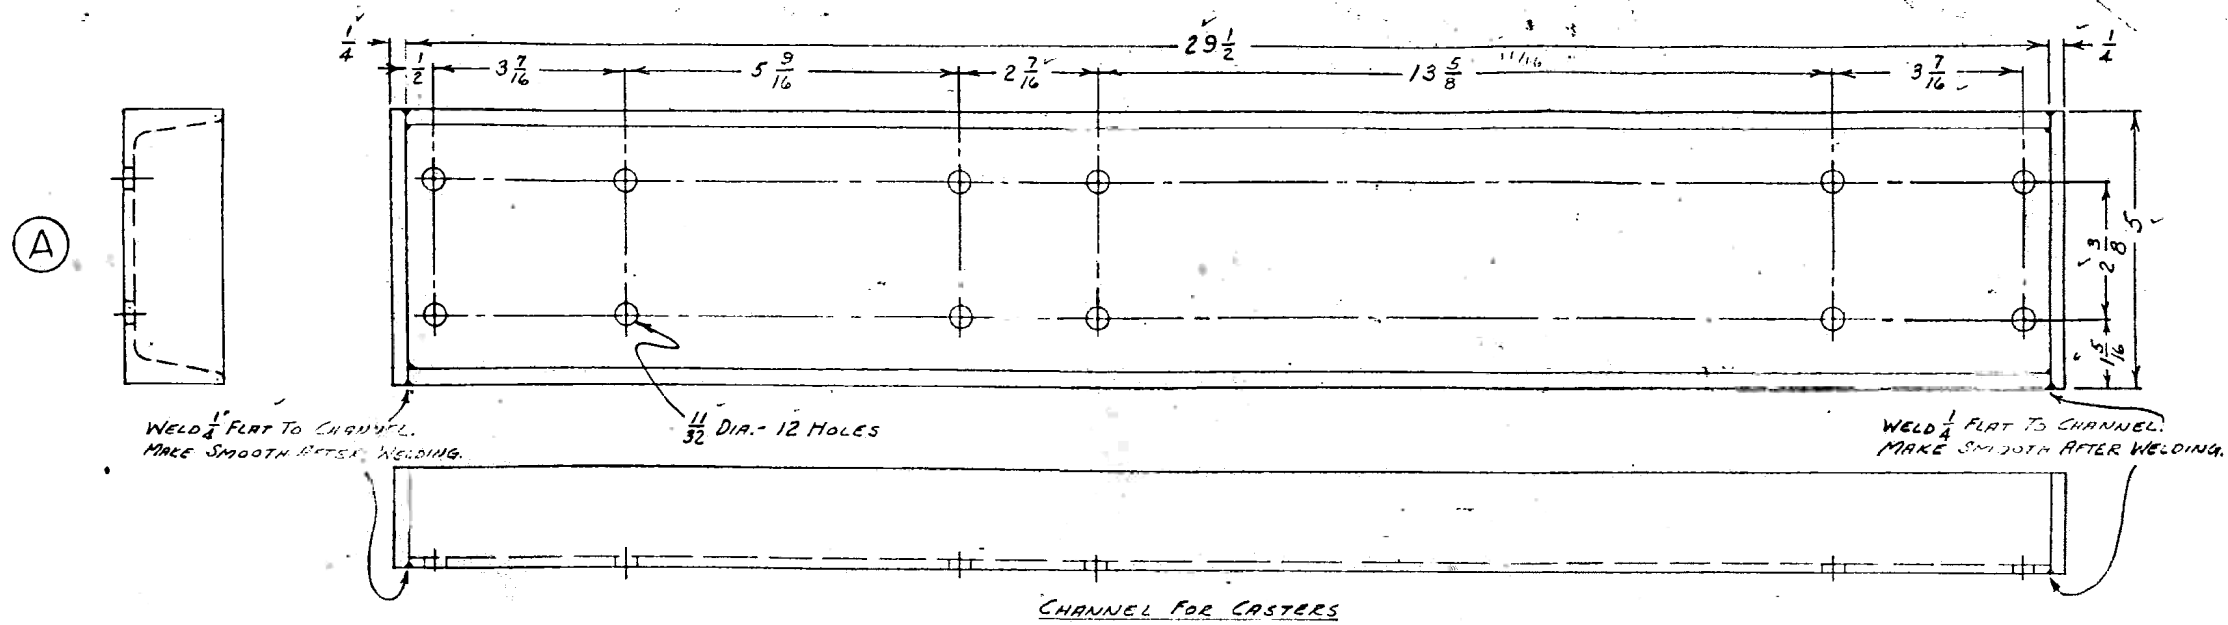 1/4 29 1/2 1/4
1/2 3 7/16 5 9/16 2 7/16 13 5/8 11/16 3 7/16
A
5
2 3/8
1 5/16
WELD 1/4" FLAT TO CHANNEL.
MAKE SMOOTH AFTER WELDING.
11/32 DIA.- 12 HOLES
WELD 1/4 FLAT TO CHANNEL.
MAKE SMOOTH AFTER WELDING.
CHANNEL FOR CASTERS